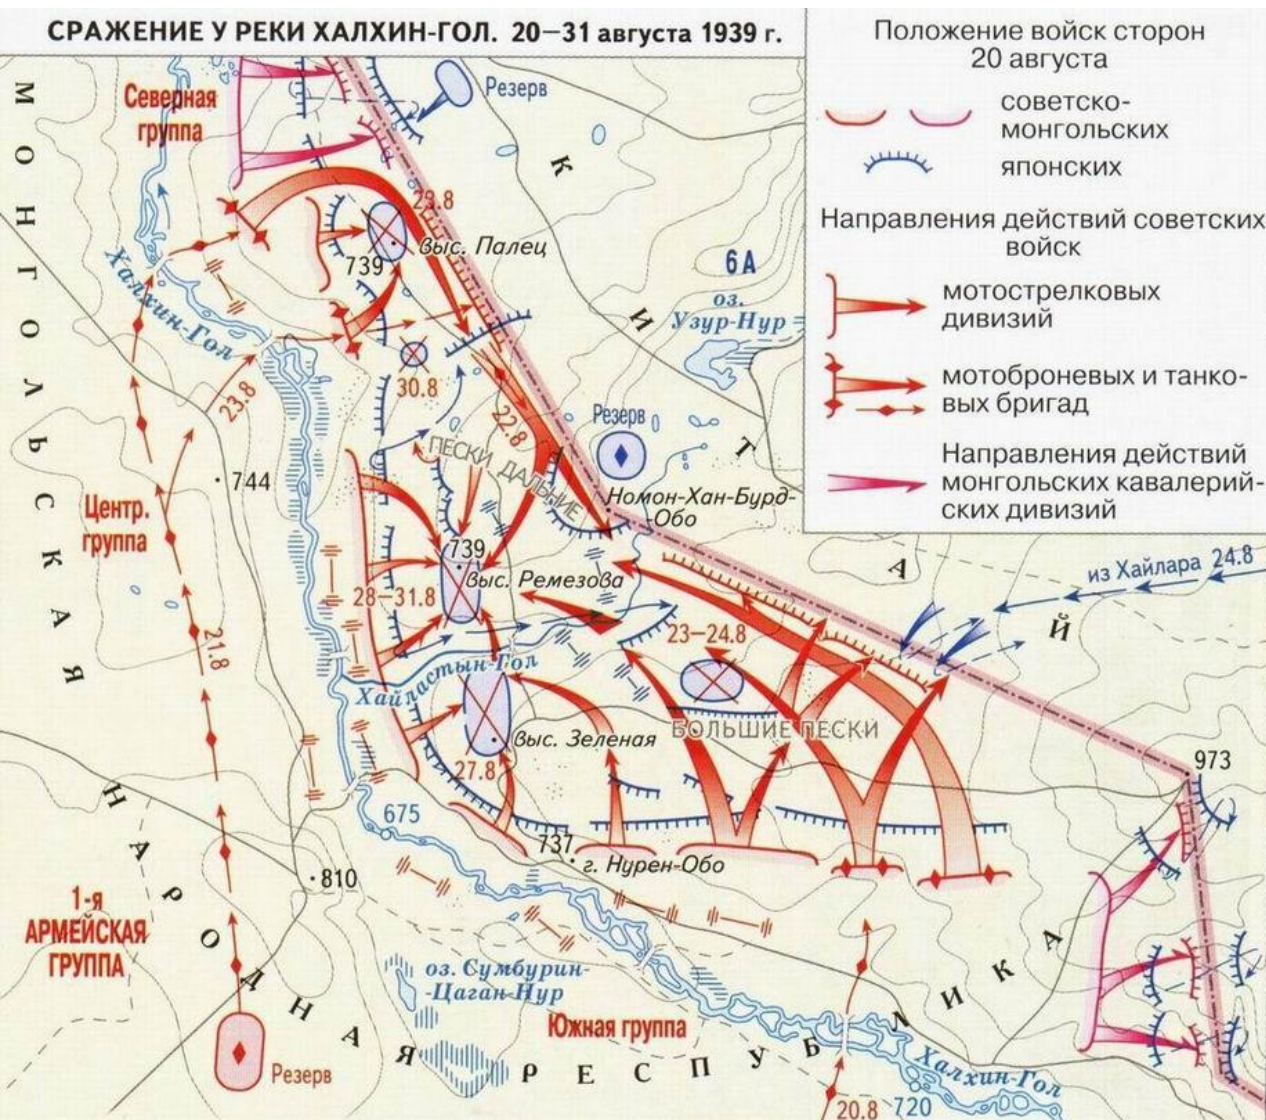 СРАЖЕНИЕ У РЕКИ ХАЛХИН-ГОЛ. 20–31 августа 1939 г.
Положение войск сторон
20 августа
советско-
монгольских
японских
Направления действий советских
войск
мотострелковых
дивизий
мотоброневых и танко-
вых бригад
Направления действий
монгольских кавалерий-
ских дивизий
МОНГОЛЬСКАЯ
НАРОДНАЯ
РЕСПУБЛИКА
КИТАЙ
Северная
группа
Резерв
23.8
выс. Палец
739
Халхин-Гол
6А
оз.
Узур-Нур
30.8
23.8
22.8
Резерв
ПЕСКИ ДАЛЬНИЕ
744
Номон-Хан-Бурд-
-Обо
Центр.
группа
739
выс. Ремезова
28–31.8
из Хайлара 24.8
23–24.8
21.8
Хайластын-Гол
БОЛЬШИЕ ПЕСКИ
выс. Зеленая
27.8
973
675
737
г. Нурен-Обо
810
1-я
АРМЕЙСКАЯ
ГРУППА
оз. Сумбурин-
-Цаган-Нур
Южная группа
Резерв
Халхин-Гол
20.8
720